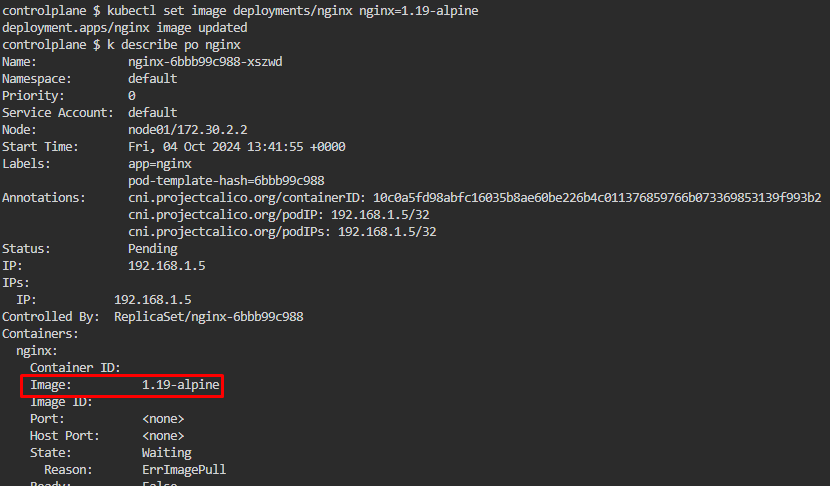 controlplane $ kubectl set image deployments/nginx nginx=1.19-alpine
deployment.apps/nginx image updated
controlplane $ k describe po nginx
Name:             nginx-6bbb99c988-xszwd
Namespace:        default
Priority:         0
Service Account:  default
Node:             node01/172.30.2.2
Start Time:       Fri, 04 Oct 2024 13:41:55 +0000
Labels:           app=nginx
                  pod-template-hash=6bbb99c988
Annotations:      cni.projectcalico.org/containerID: 10c0a5fd98abfc16035b8ae60be226b4c011376859766b073369853139f993b2
                  cni.projectcalico.org/podIP: 192.168.1.5/32
                  cni.projectcalico.org/podIPs: 192.168.1.5/32
Status:           Pending
IP:               192.168.1.5
IPs:
  IP:           192.168.1.5
Controlled By:  ReplicaSet/nginx-6bbb99c988
Containers:
  nginx:
    Container ID:
    Image:          1.19-alpine
    Image ID:
    Port:           <none>
    Host Port:      <none>
    State:          Waiting
      Reason:       ErrImagePull
    Ready:          False